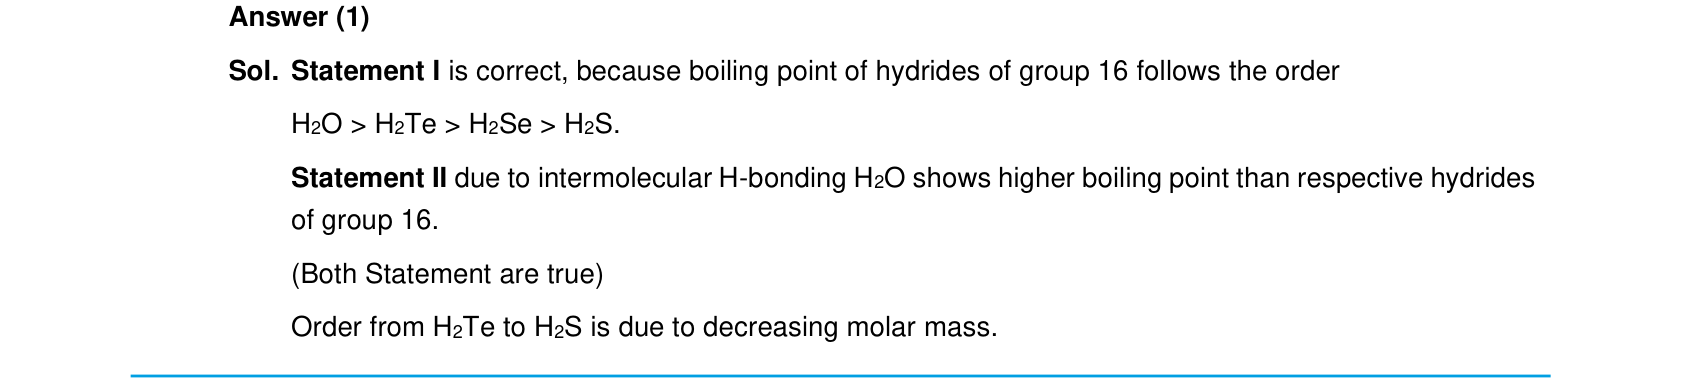 Answer (1)
Sol. Statement I is correct, because boiling point of hydrides of group 16 follows the order
H₂O > H₂Te > H₂Se > H₂S.
Statement II due to intermolecular H-bonding H₂O shows higher boiling point than respective hydrides
of group 16.
(Both Statement are true)
Order from H₂Te to H₂S is due to decreasing molar mass.